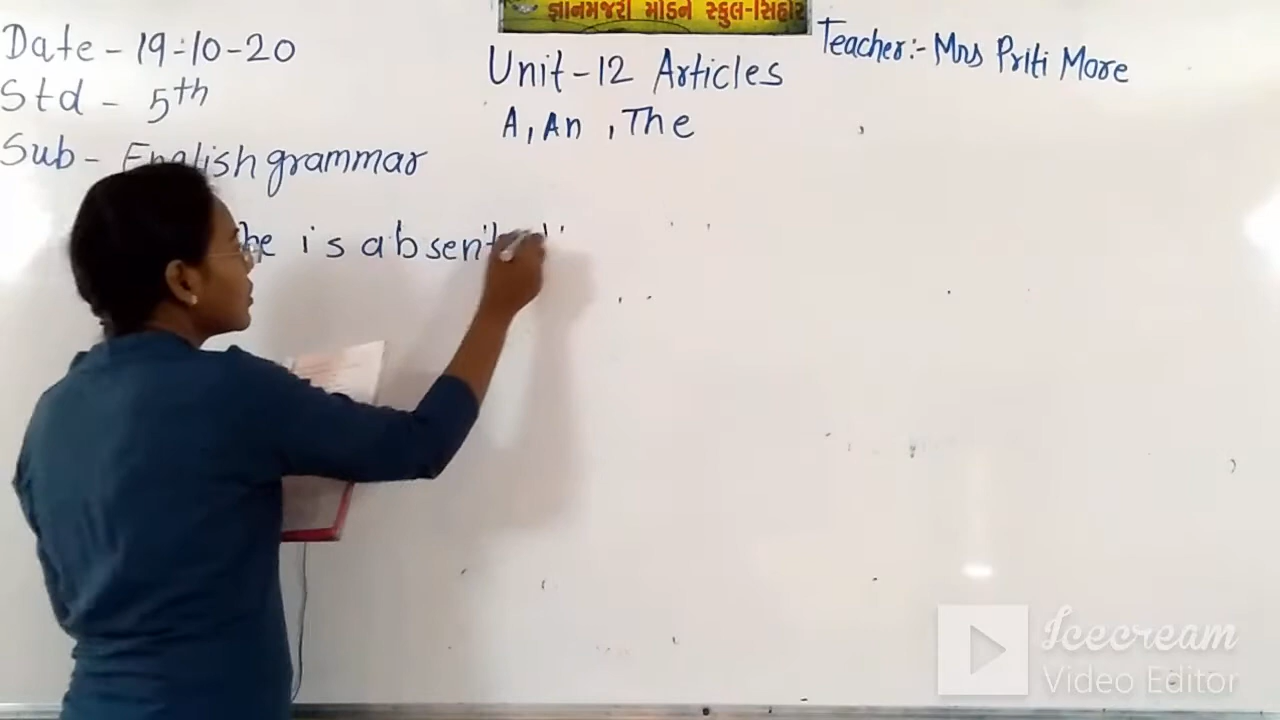 જ્ઞાનમંજરી મોડર્ન સ્કુલ-સિહોર
Date - 19-10-20
Std - 5th
Sub - English grammar
Unit-12 Articles
A, An, The
Teacher:- Mrs Priti More
he is absent
Icecream
Video Editor